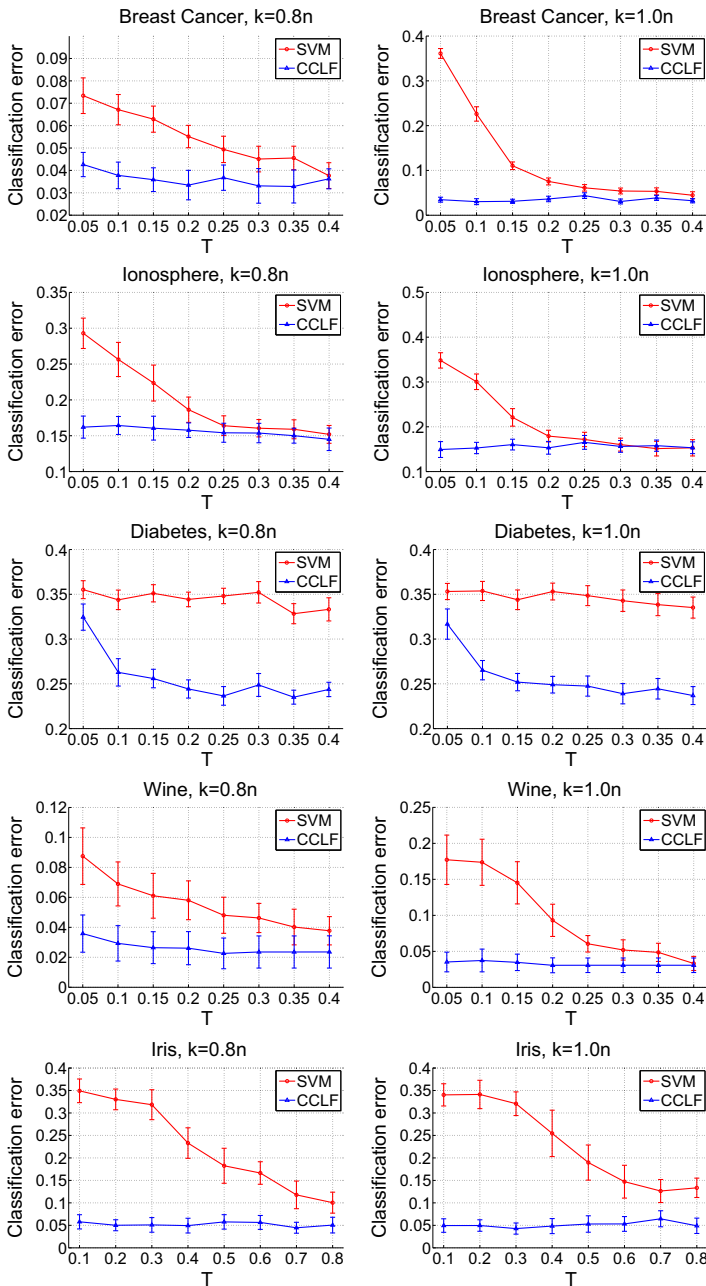 Breast Cancer, k=0.8n
Classification error
0.09
0.08
0.07
0.06
0.05
0.04
0.03
0.02
SVM
CCLF
0.05 0.1 0.15 0.2 0.25 0.3 0.35 0.4
T
Breast Cancer, k=1.0n
Classification error
0.4
0.3
0.2
0.1
0
SVM
CCLF
0.05 0.1 0.15 0.2 0.25 0.3 0.35 0.4
T
Ionosphere, k=0.8n
Classification error
0.35
0.3
0.25
0.2
0.15
0.1
SVM
CCLF
0.05 0.1 0.15 0.2 0.25 0.3 0.35 0.4
T
Ionosphere, k=1.0n
Classification error
0.5
0.4
0.3
0.2
0.1
SVM
CCLF
0.05 0.1 0.15 0.2 0.25 0.3 0.35 0.4
T
Diabetes, k=0.8n
Classification error
0.4
0.35
0.3
0.25
0.2
SVM
CCLF
0.05 0.1 0.15 0.2 0.25 0.3 0.35 0.4
T
Diabetes, k=1.0n
Classification error
0.4
0.35
0.3
0.25
0.2
SVM
CCLF
0.05 0.1 0.15 0.2 0.25 0.3 0.35 0.4
T
Wine, k=0.8n
Classification error
0.12
0.1
0.08
0.06
0.04
0.02
0
SVM
CCLF
0.05 0.1 0.15 0.2 0.25 0.3 0.35 0.4
T
Wine, k=1.0n
Classification error
0.25
0.2
0.15
0.1
0.05
0
SVM
CCLF
0.05 0.1 0.15 0.2 0.25 0.3 0.35 0.4
T
Iris, k=0.8n
Classification error
0.4
0.35
0.3
0.25
0.2
0.15
0.1
0.05
0
SVM
CCLF
0.1 0.2 0.3 0.4 0.5 0.6 0.7 0.8
T
Iris, k=1.0n
Classification error
0.4
0.35
0.3
0.25
0.2
0.15
0.1
0.05
0
SVM
CCLF
0.1 0.2 0.3 0.4 0.5 0.6 0.7 0.8
T